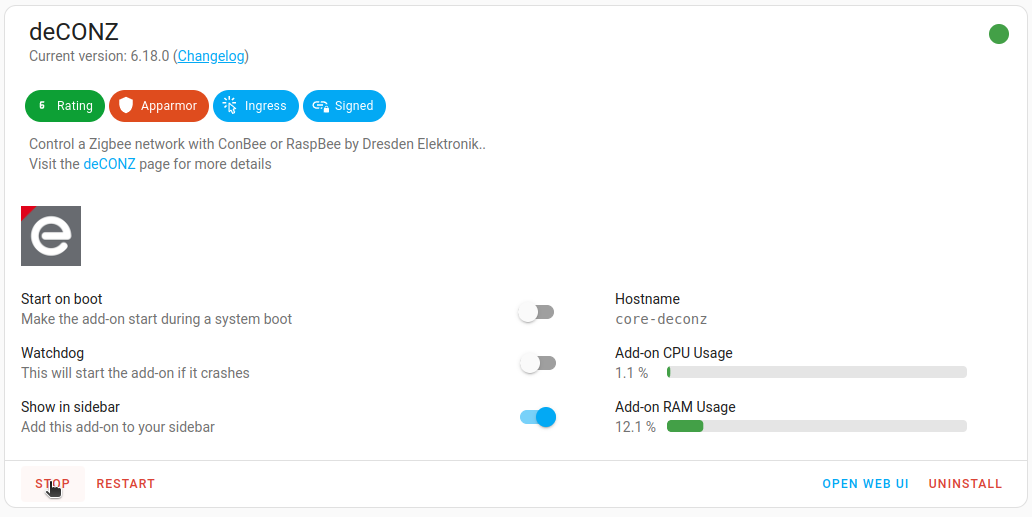 deCONZ
Current version: 6.18.0 (Changelog)
6 Rating Apparmor Ingress Signed
Control a Zigbee network with ConBee or RaspBee by Dresden Elektronik..
Visit the deCONZ page for more details
Start on boot
Make the add-on start during a system boot
Hostname
core-deconz
Watchdog
This will start the add-on if it crashes
Add-on CPU Usage
1.1 %
Show in sidebar
Add this add-on to your sidebar
Add-on RAM Usage
12.1 %
STOP RESTART OPEN WEB UI UNINSTALL